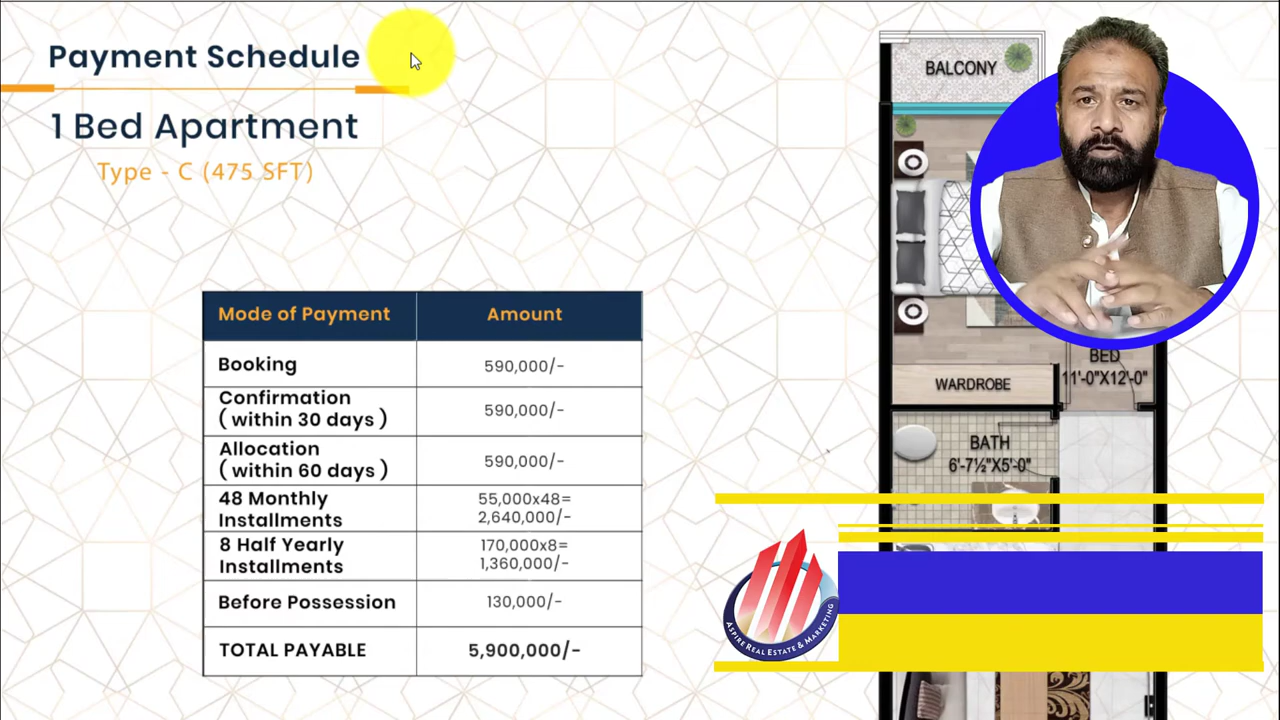 Payment Schedule
1 Bed Apartment
Type - C (475 SFT)
Mode of Payment
Amount
Booking
590,000/-
Confirmation
( within 30 days )
590,000/-
Allocation
( within 60 days )
590,000/-
48 Monthly
Installments
55,000x48=
2,640,000/-
8 Half Yearly
Installments
170,000x8=
1,360,000/-
Before Possession
130,000/-
TOTAL PAYABLE
5,900,000/-
BALCONY
BED
11'-0"X12'-0"
WARDROBE
BATH
6'-7½"X5'-0"
ASPIRE REAL ESTATE & MARKETING